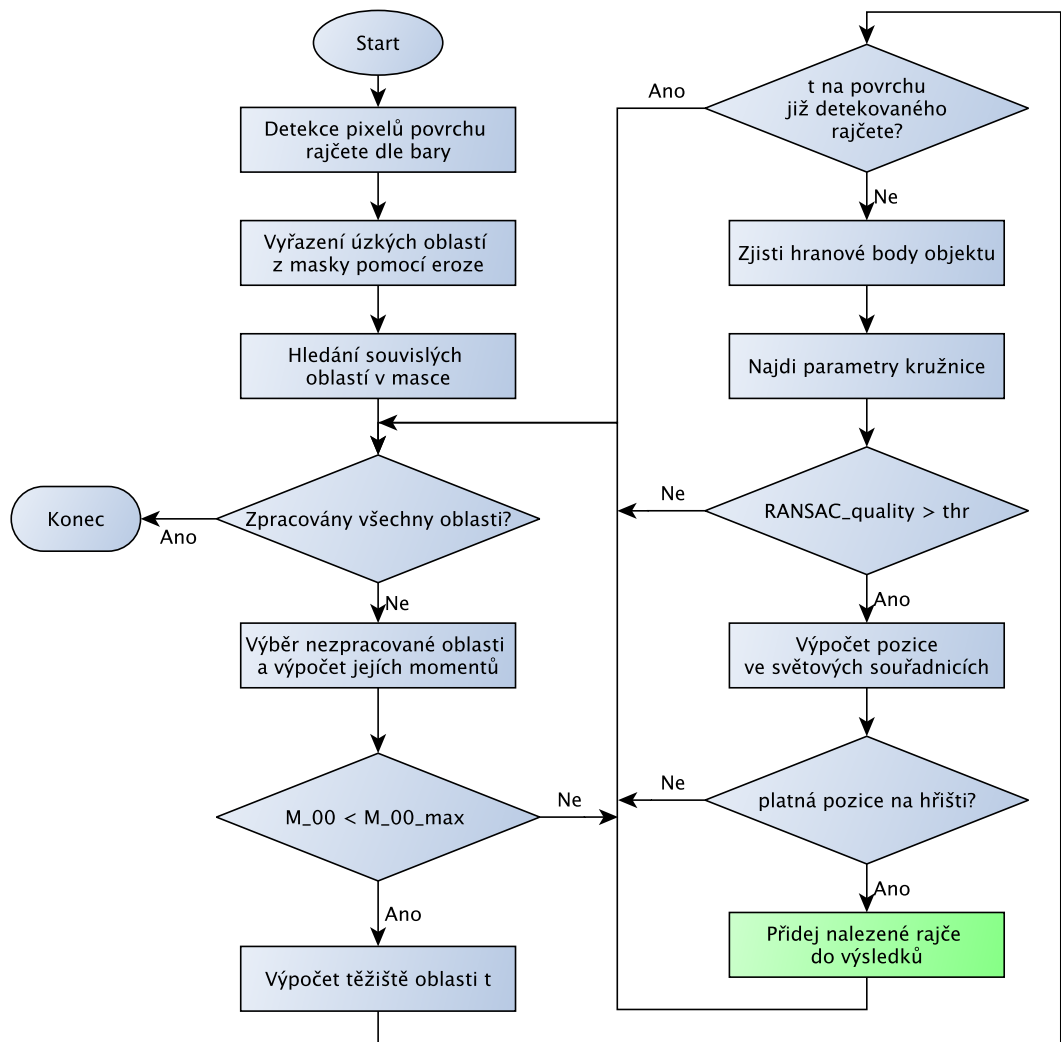 Start
Detekce pixelů povrchu
rajčete dle bary
Vyřazení úzkých oblastí
z masky pomocí eroze
Hledání souvislých
oblastí v masce
Zpracovány všechny oblasti?
Ano
Konec
Ne
Výběr nezpracované oblasti
a výpočet jejích momentů
M_00 < M_00_max
Ne
Ano
Výpočet těžiště oblasti t
t na povrchu
již detekovaného
rajčete?
Ano
Ne
Zjisti hranové body objektu
Najdi parametry kružnice
RANSAC_quality > thr
Ne
Ano
Výpočet pozice
ve světových souřadnicích
platná pozice na hřišti?
Ne
Ano
Přidej nalezené rajče
do výsledků